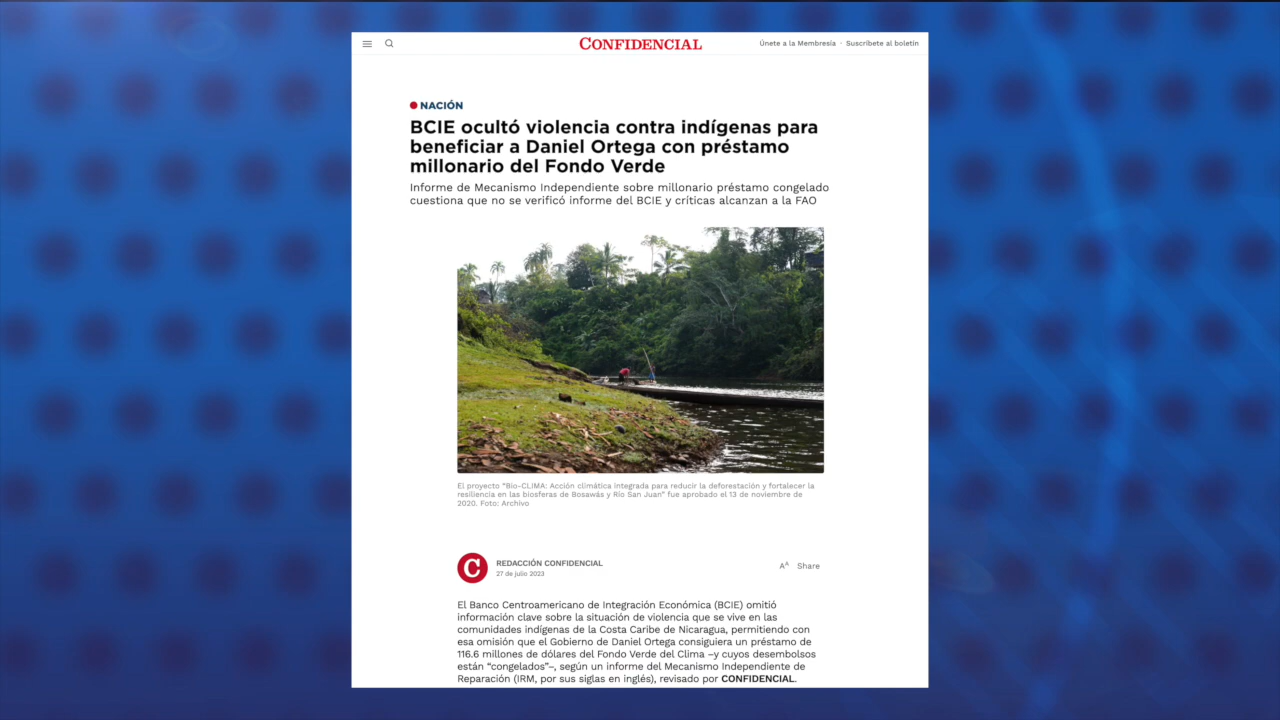 CONFIDENCIAL
Únete a la Membresía · Suscríbete al boletín
NACIÓN
BCIE ocultó violencia contra indígenas para
beneficiar a Daniel Ortega con préstamo
millonario del Fondo Verde
Informe de Mecanismo Independiente sobre millonario préstamo congelado
cuestiona que no se verificó informe del BCIE y críticas alcanzan a la FAO
El proyecto “Bio-CLIMA: Acción climática integrada para reducir la deforestación y fortalecer la
resiliencia en las biosferas de Bosawás y Río San Juan” fue aprobado el 13 de noviembre de
2020. Foto: Archivo
C
REDACCIÓN CONFIDENCIAL
27 de julio 2023
AA Share
El Banco Centroamericano de Integración Económica (BCIE) omitió
información clave sobre la situación de violencia que se vive en las
comunidades indígenas de la Costa Caribe de Nicaragua, permitiendo con
esa omisión que el Gobierno de Daniel Ortega consiguiera un préstamo de
116.6 millones de dólares del Fondo Verde del Clima –y cuyos desembolsos
están “congelados”–, según un informe del Mecanismo Independiente de
Reparación (IRM, por sus siglas en inglés), revisado por CONFIDENCIAL.